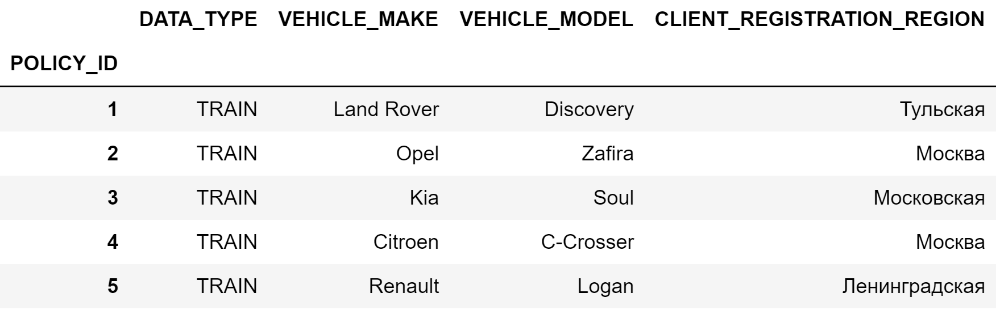 DATA_TYPE VEHICLE_MAKE VEHICLE_MODEL CLIENT_REGISTRATION_REGION
POLICY_ID
1 TRAIN Land Rover Discovery Тульская
2 TRAIN Opel Zafira Москва
3 TRAIN Kia Soul Московская
4 TRAIN Citroen C-Crosser Москва
5 TRAIN Renault Logan Ленинградская